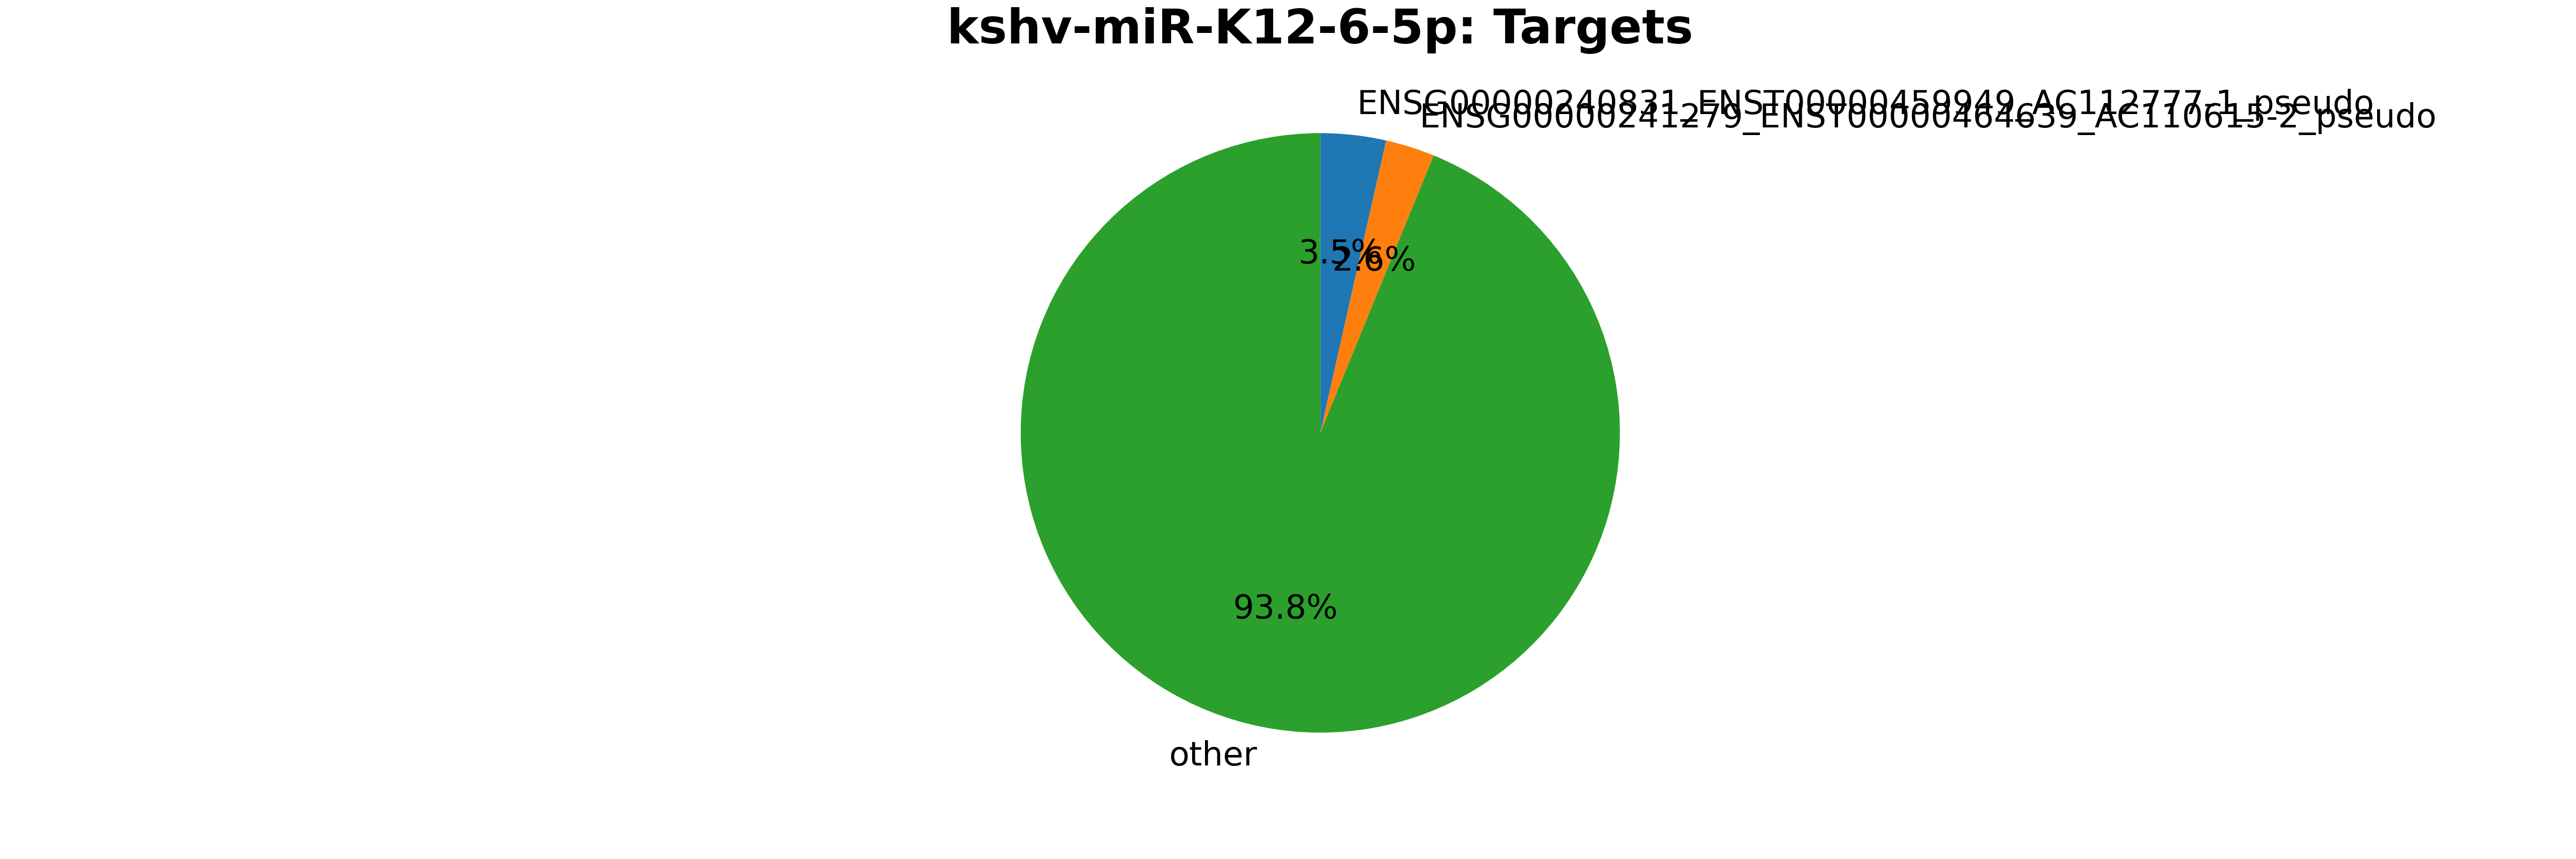 kshv-miR-K12-6-5p: Targets
ENSG00000240831_ENST00000459949_AC112777-1_pseudo
ENSG00000241279_ENST00000464639_AC110615-2_pseudo
3.5%
2.6%
93.8%
other